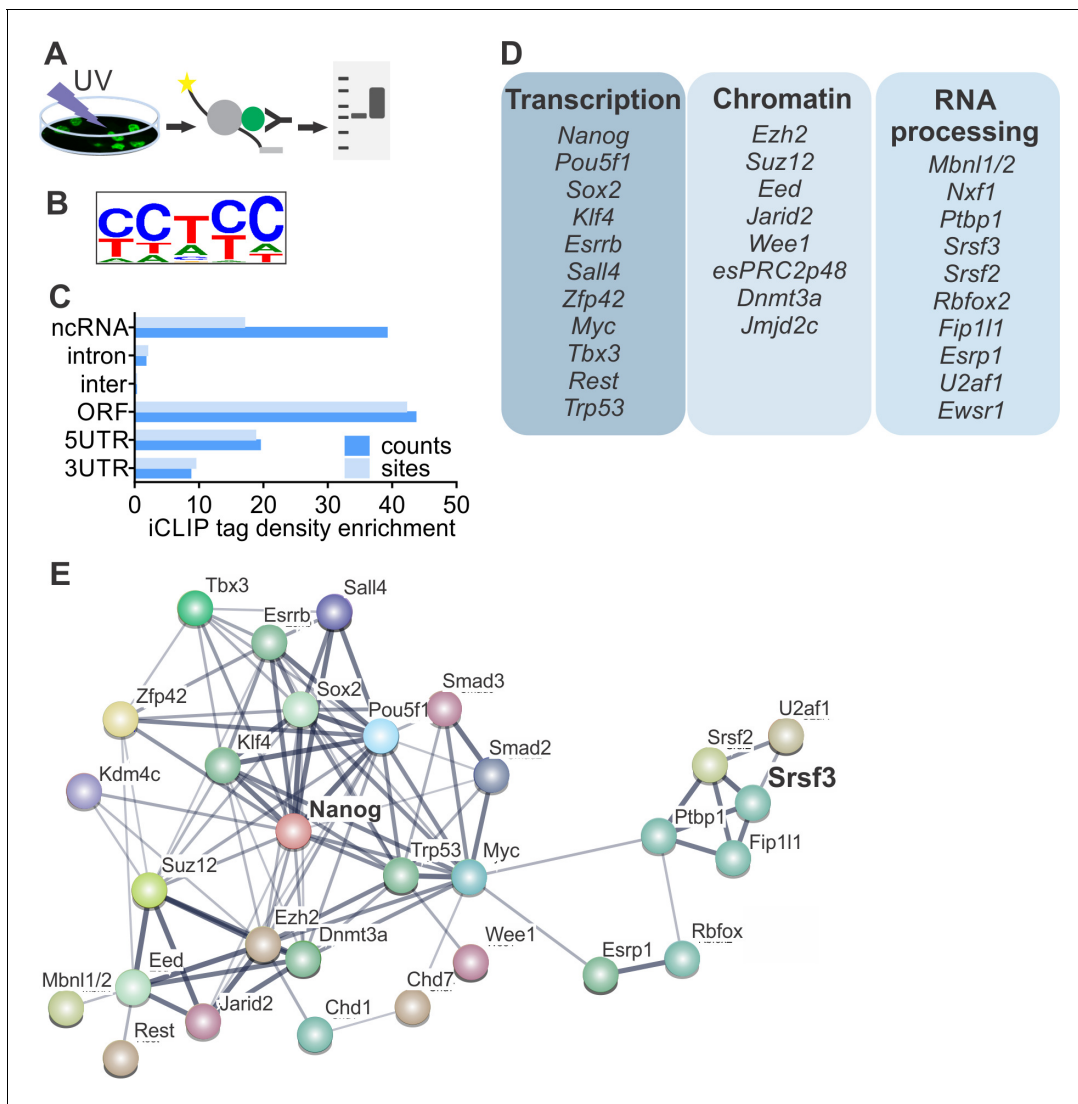 A
UV
D
Transcription
Nanog
Pou5f1
Sox2
Klf4
Esrrb
Sall4
Zfp42
Myc
Tbx3
Rest
Trp53
Chromatin
Ezh2
Suz12
Eed
Jarid2
Wee1
esPRC2p48
Dnmt3a
Jmjd2c
RNA
processing
Mbnl1/2
Nxf1
Ptbp1
Srsf3
Srsf2
Rbfox2
Fip1l1
Esrp1
U2af1
Ewsr1
B
CCTCC
TTATA
C
ncRNA
intron
inter
ORF
5UTR
3UTR
counts
sites
0 10 20 30 40 50
iCLIP tag density enrichment
E
Tbx3
Sall4
Esrrb
Zfp42
Sox2
Pou5f1
Smad3
U2af1
Klf4
Smad2
Srsf2
Kdm4c
Nanog
Srsf3
Ptbp1
Suz12
Trp53
Myc
Fip1l1
Ezh2
Dnmt3a
Wee1
Esrp1
Rbfox
Eed
Mbnl1/2
Jarid2
Chd1
Chd7
Rest